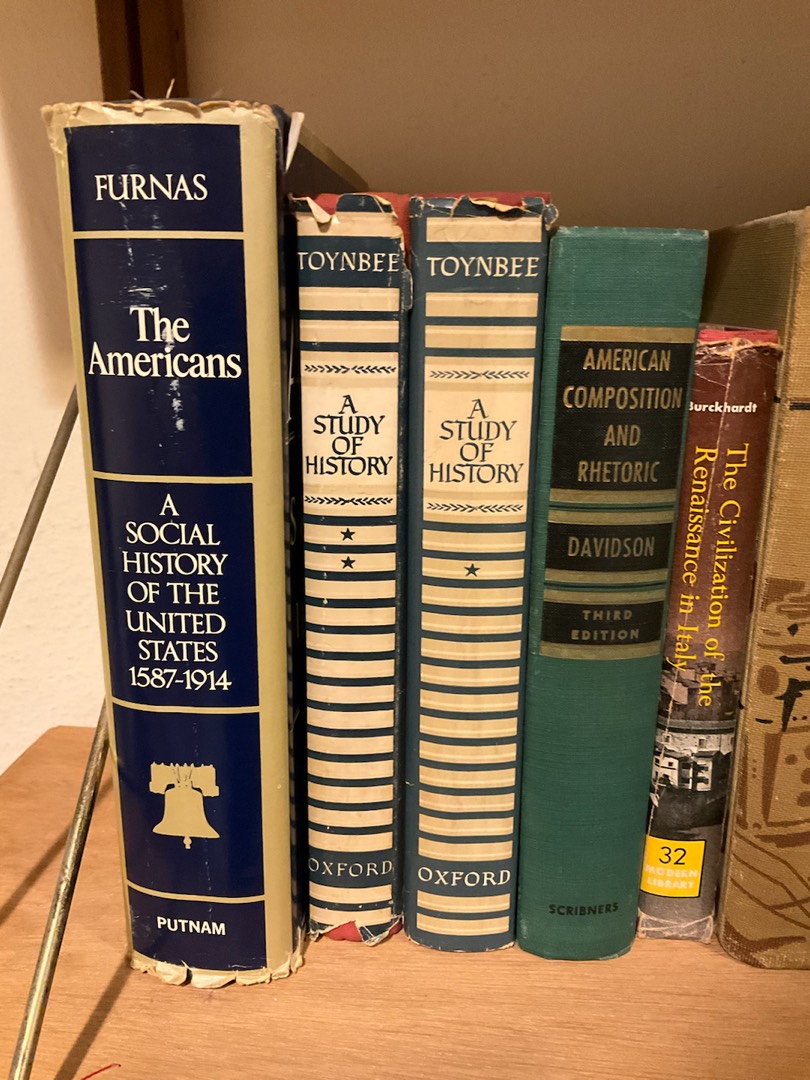 FURNAS
The
Americans
A
SOCIAL
HISTORY
OF THE
UNITED
STATES
1587-1914
PUTNAM
TOYNBEE
A
STUDY
OF
HISTORY
OXFORD
TOYNBEE
A
STUDY
OF
HISTORY
OXFORD
AMERICAN
COMPOSITION
AND
RHETORIC
DAVIDSON
THIRD
EDITION
SCRIBNERS
Burckhardt
The Civilization of the
Renaissance in Italy
32
MODERN
LIBRARY